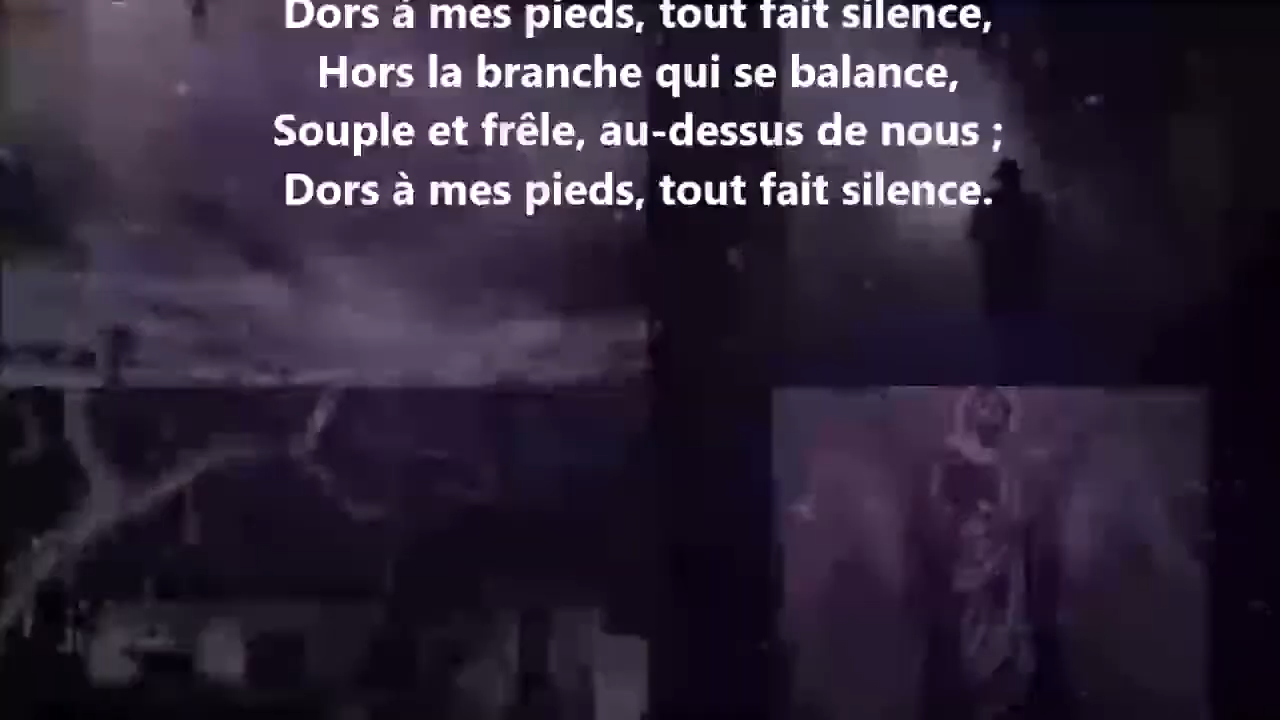 Dors à mes pieds, tout fait silence,
Hors la branche qui se balance,
Souple et frêle, au-dessus de nous ;
Dors à mes pieds, tout fait silence.